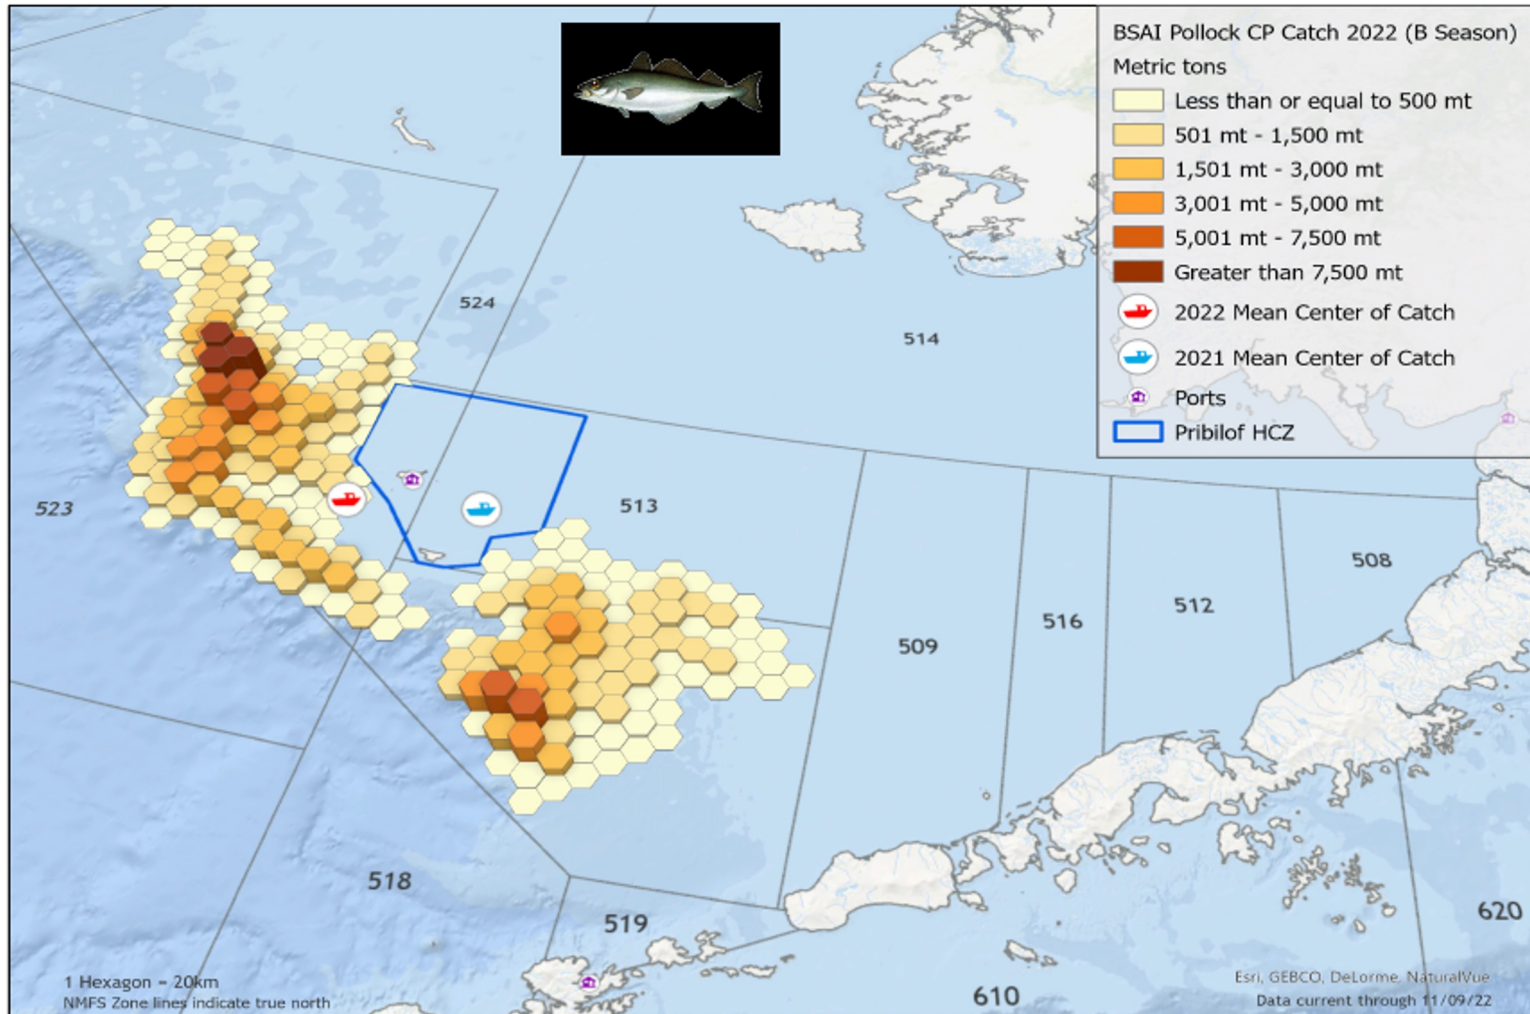 BSAI Pollock CP Catch 2022 (B Season)
Metric tons
Less than or equal to 500 mt
501 mt - 1,500 mt
1,501 mt - 3,000 mt
3,001 mt - 5,000 mt
5,001 mt - 7,500 mt
Greater than 7,500 mt
2022 Mean Center of Catch
2021 Mean Center of Catch
Ports
Pribilof HCZ
524
514
523
513
508
512
516
509
518
519
620
610
1 Hexagon = 20km
NMFS Zone lines indicate true north
Esri, GEBCO, DeLorme, NaturalVue
Data current through 11/09/22